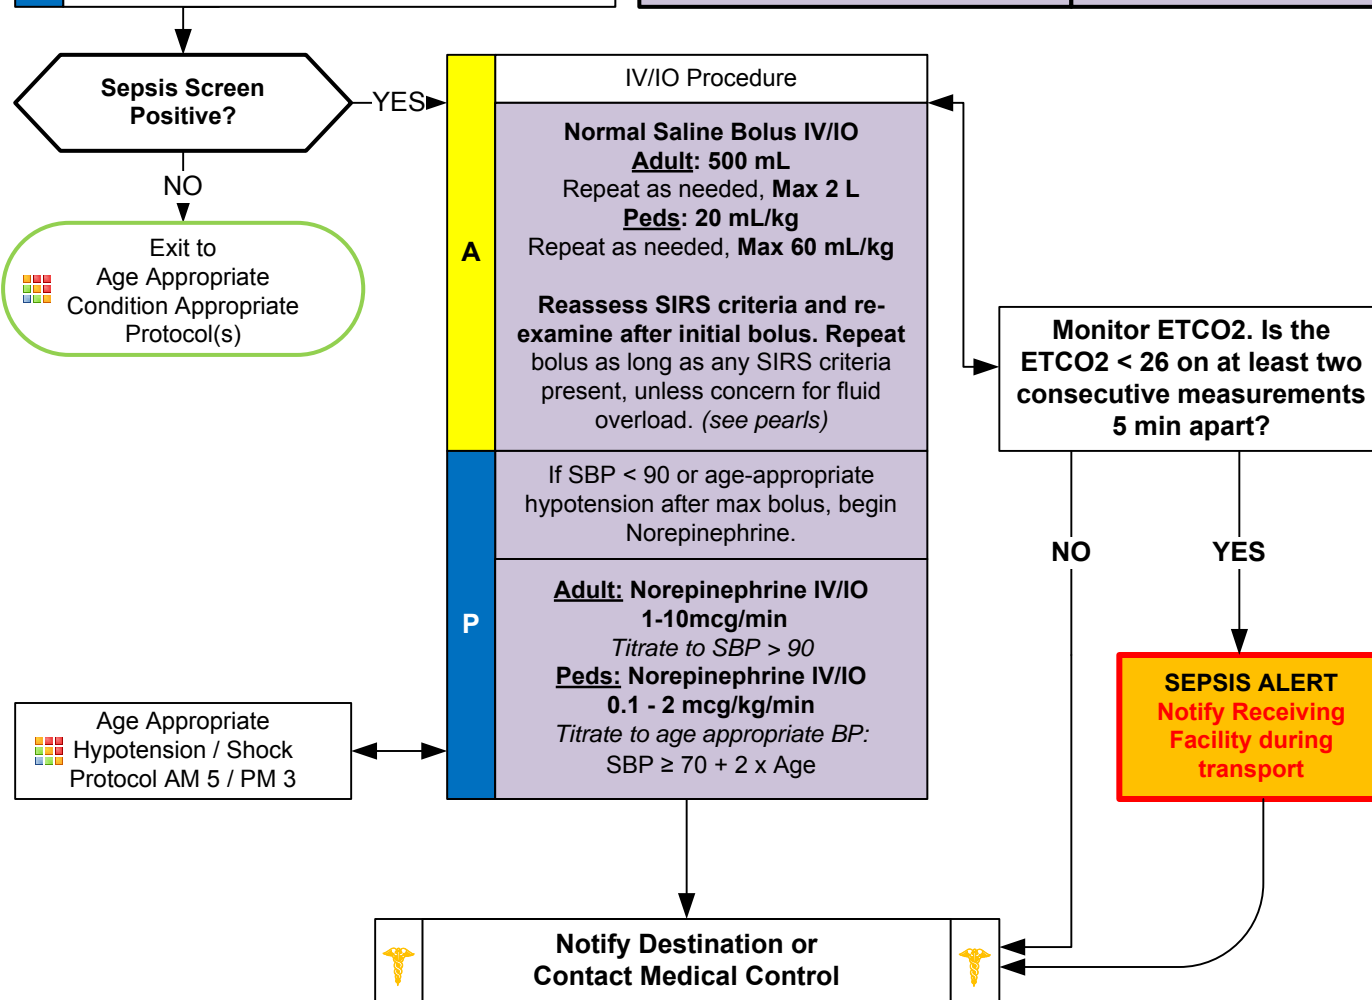 Sepsis Screen
Positive?
YES
NO
Exit to
Age Appropriate
Condition Appropriate
Protocol(s)
A
IV/IO Procedure
Normal Saline Bolus IV/IO
Adult: 500 mL
Repeat as needed, Max 2 L
Peds: 20 mL/kg
Repeat as needed, Max 60 mL/kg
Reassess SIRS criteria and re-
examine after initial bolus. Repeat
bolus as long as any SIRS criteria
present, unless concern for fluid
overload. (see pearls)
P
If SBP < 90 or age-appropriate
hypotension after max bolus, begin
Norepinephrine.
Adult: Norepinephrine IV/IO
1-10mcg/min
Titrate to SBP > 90
Peds: Norepinephrine IV/IO
0.1 - 2 mcg/kg/min
Titrate to age appropriate BP:
SBP ≥ 70 + 2 x Age
Age Appropriate
Hypotension / Shock
Protocol AM 5 / PM 3
Monitor ETCO2. Is the
ETCO2 < 26 on at least two
consecutive measurements
5 min apart?
NO
YES
SEPSIS ALERT
Notify Receiving
Facility during
transport
Notify Destination or
Contact Medical Control